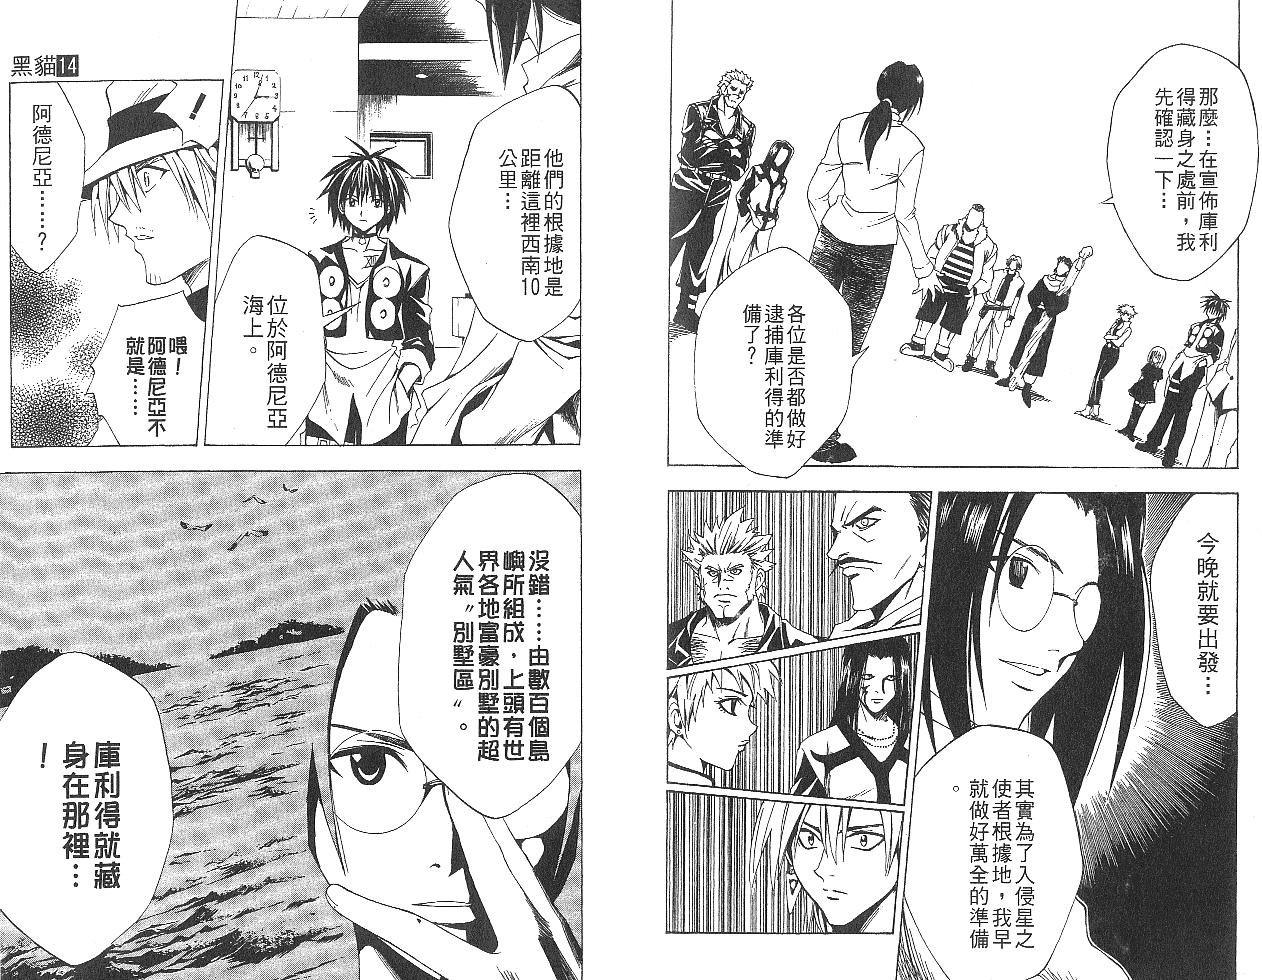 那麼…在宣佈庫利
得藏身之處前，我
先確認一下…
各位是否都做好
逮捕庫利得的準
備了?
今晚就要出發…
其實為了入侵星之
使者根據地，我早
就做好萬全的準備
。
他們的根據地是
距離這裡西南10
公里…
位於阿德尼亞
海上。
黑貓14
!
阿德尼亞……?
喂！
阿德尼亞不
就是……
沒錯……由數百個島
嶼所組成，上頭有世
界各地富豪別墅的超
人氣〝別墅區〞。
庫利得就藏
身在那裡…
！